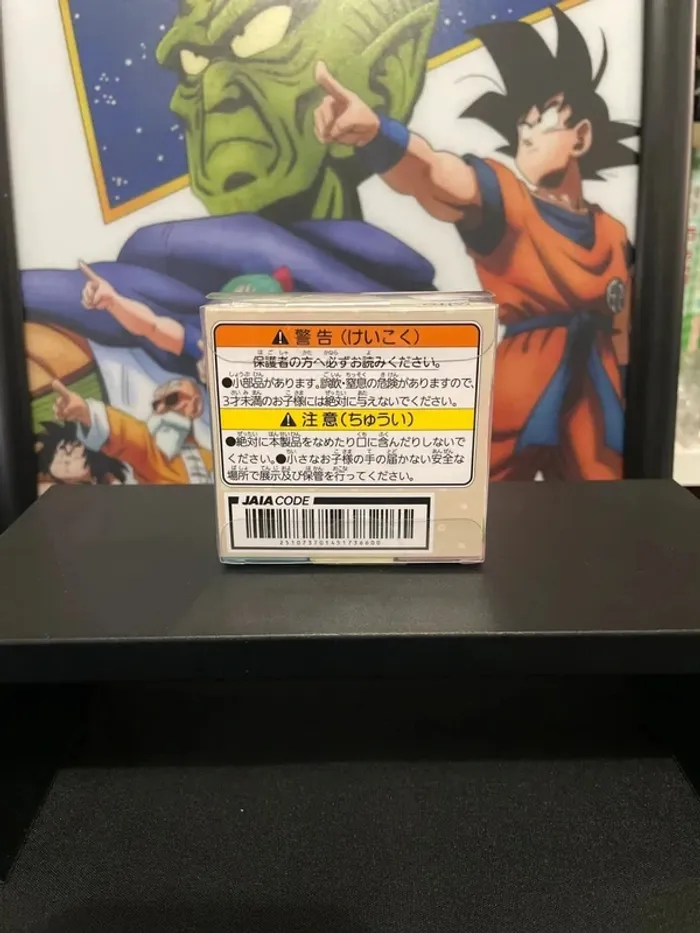 警告(けいこく)
保護者の方へ必ずお読みください。
●小部品があります。誤飲・窒息の危険がありますので、
3才未満のお子様には絶対に与えないでください。
注意(ちゅうい)
●絶対に本製品をなめたり口に含んだりしないで
ください。●小さなお子様の手の届かない安全な
場所で展示及び保管を行ってください。
JAIA CODE
251073701451736600